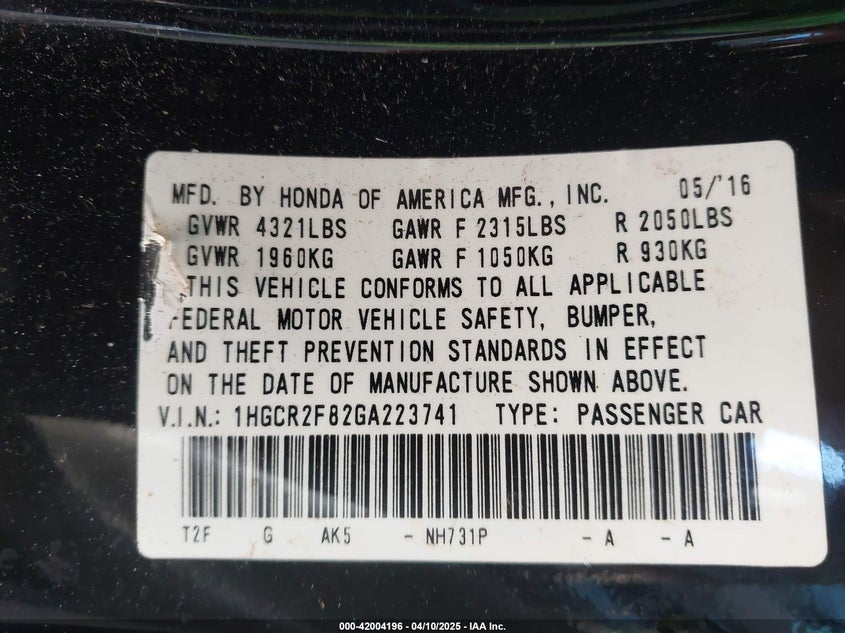 MFD. BY HONDA OF AMERICA MFG., INC. 05/'16
GVWR 4321LBS GAWR F 2315LBS R 2050LBS
GVWR 1960KG GAWR F 1050KG R 930KG
THIS VEHICLE CONFORMS TO ALL APPLICABLE
FEDERAL MOTOR VEHICLE SAFETY, BUMPER,
AND THEFT PREVENTION STANDARDS IN EFFECT
ON THE DATE OF MANUFACTURE SHOWN ABOVE.
V.I.N.: 1HGCR2F82GA223741 TYPE: PASSENGER CAR
T2F G AK5 - NH731P - A - A
000-42004196 - 04/10/2025 - IAA Inc.